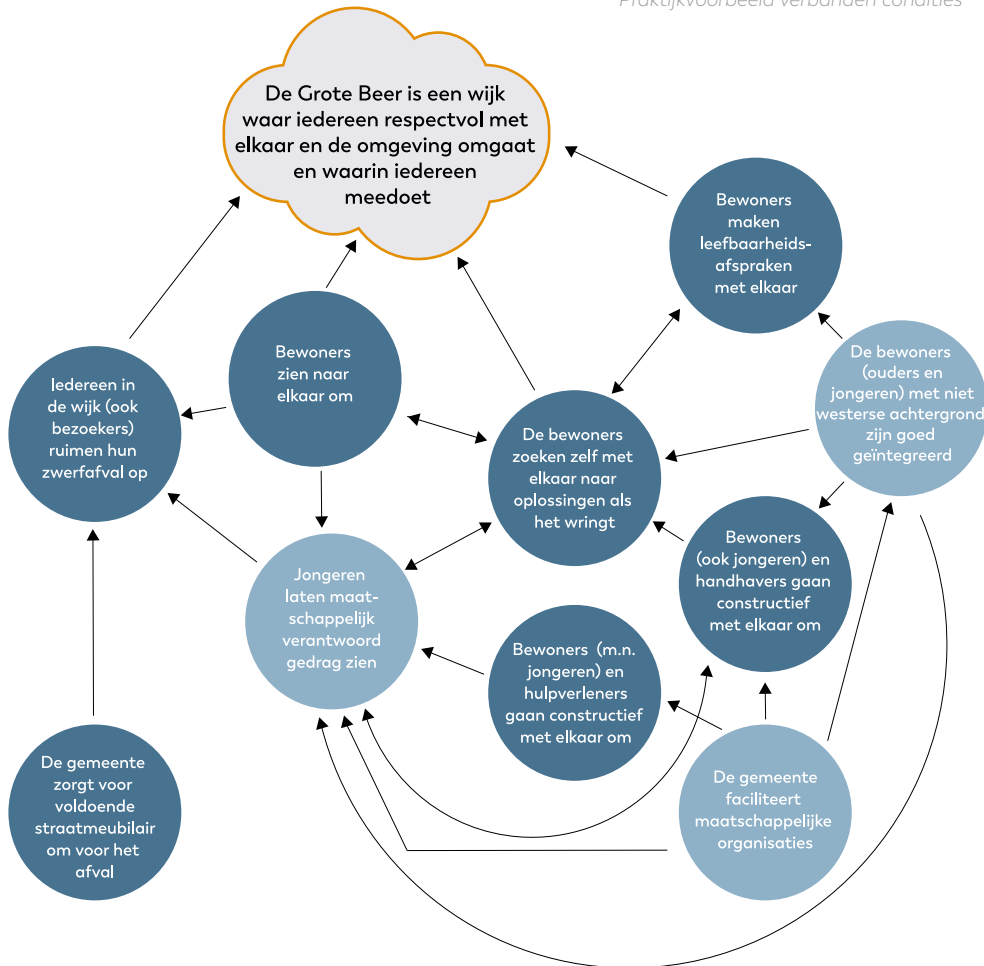 Praktijkvoorbeeld verbanden condities
De Grote Beer is een wijk
waar iedereen respectvol met
elkaar en de omgeving omgaat
en waarin iedereen
meedoet
Bewoners
maken
leefbaarheids-
afspraken
met elkaar
Bewoners
zien naar
elkaar om
De bewoners
(ouders en
jongeren) met niet
westerse achtergrond
zijn goed
geïntegreerd
Iedereen in
de wijk (ook
bezoekers)
ruimen hun
zwerfafval op
De bewoners
zoeken zelf met
elkaar naar
oplossingen als
het wringt
Bewoners
(ook jongeren) en
handhavers gaan
constructief
met elkaar om
Jongeren
laten maat-
schappelijk
verantwoord
gedrag zien
Bewoners (m.n.
jongeren) en
hulpverleners
gaan constructief
met elkaar om
De gemeente
zorgt voor
voldoende
straatmeubilair
om voor het
afval
De gemeente
faciliteert
maatschappelijke
organisaties